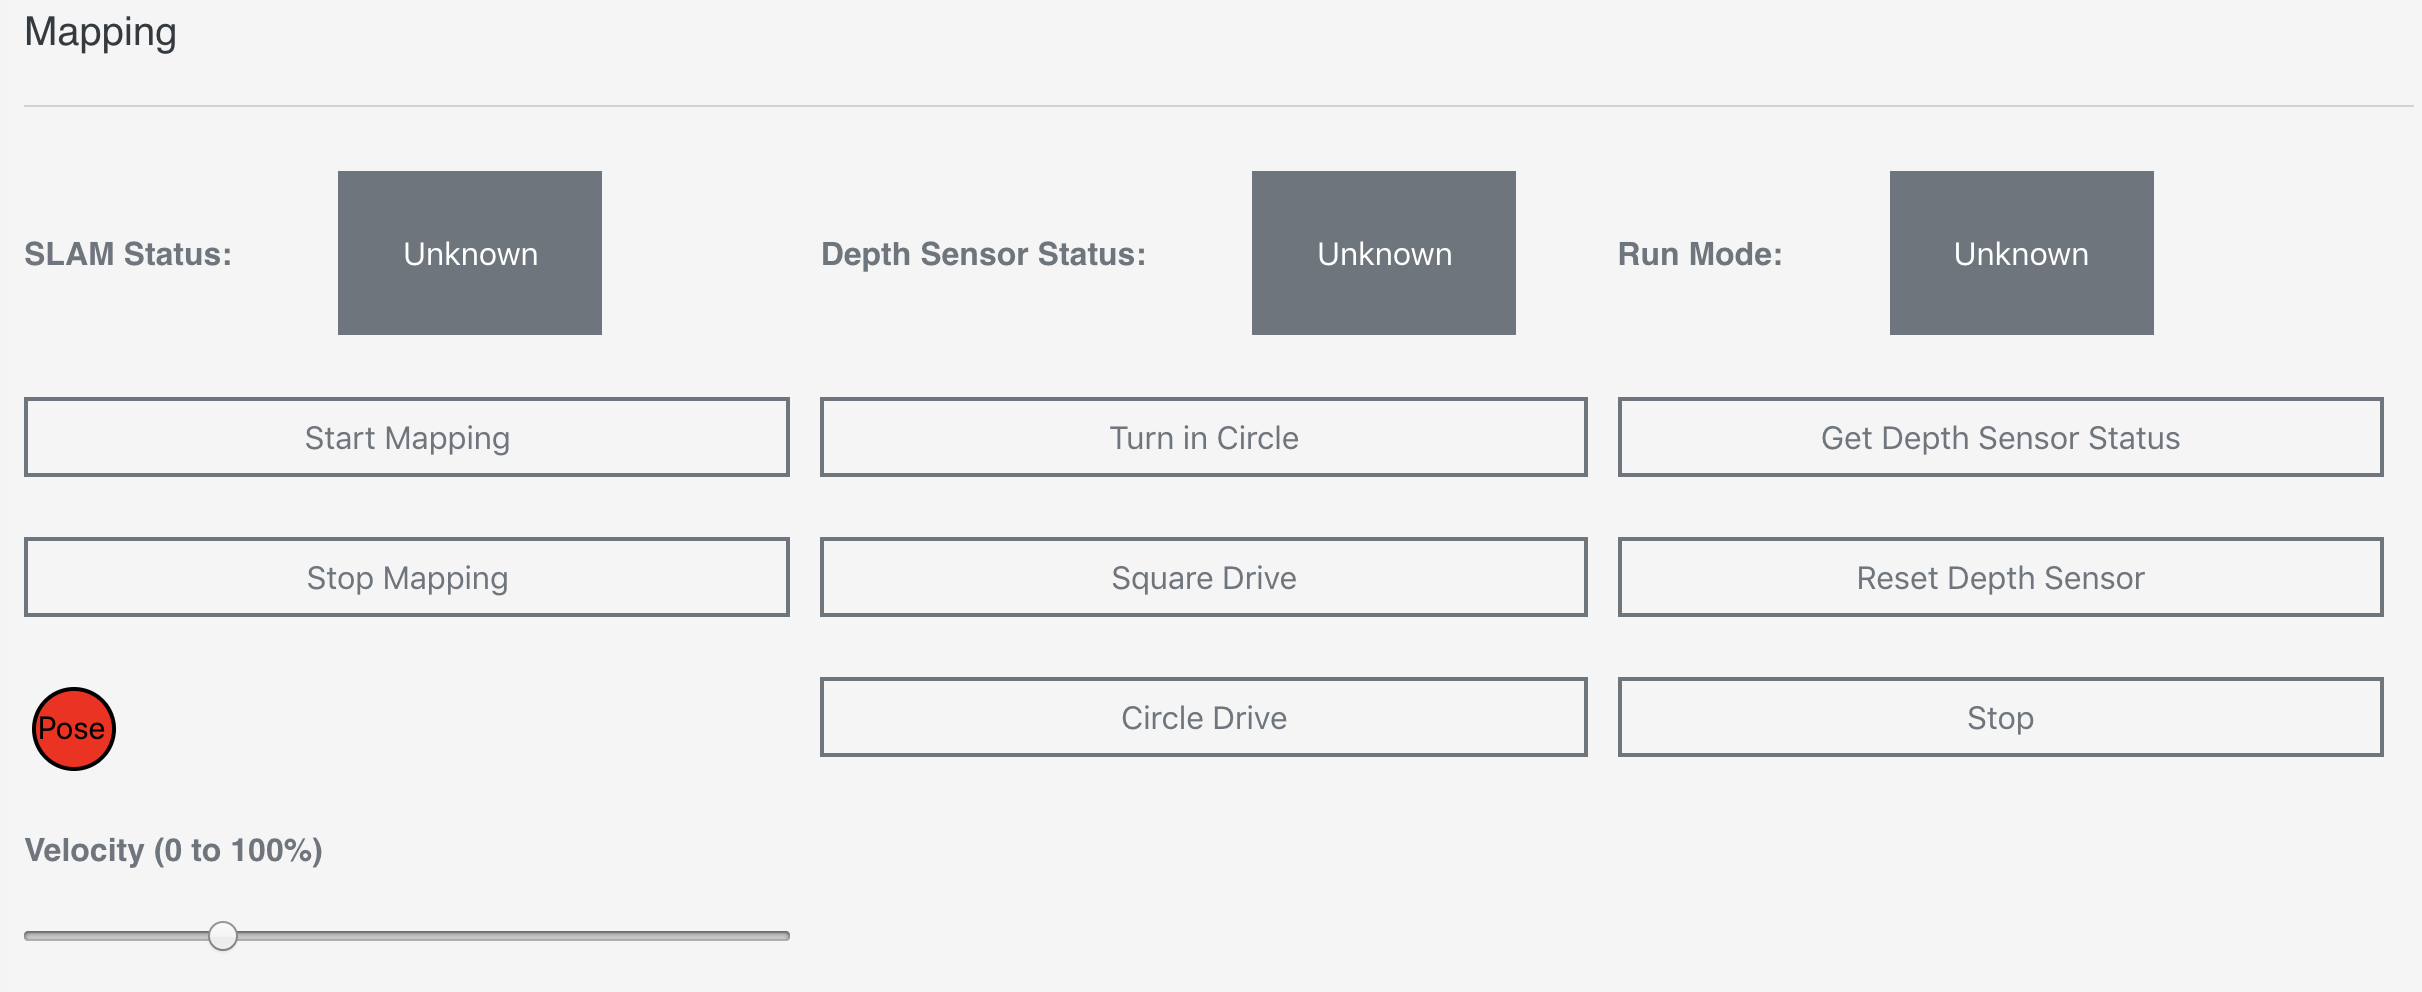 Mapping
SLAM Status: Unknown Depth Sensor Status: Unknown Run Mode: Unknown
Start Mapping Turn in Circle Get Depth Sensor Status
Stop Mapping Square Drive Reset Depth Sensor
Pose Circle Drive Stop
Velocity (0 to 100%)